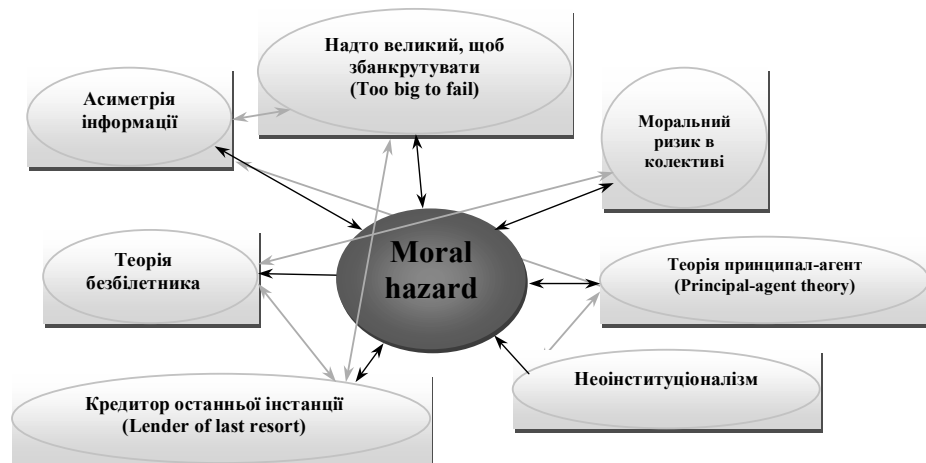 Надто великий, щоб
збанкрутувати
(Too big to fail)
Асиметрія
інформації
Моральний
ризик в
колективі
Moral
hazard
Теорія
безбілетника
Теорія принципал-агент
(Principal-agent theory)
Неоінституціоналізм
Кредитор останньої інстанції
(Lender of last resort)